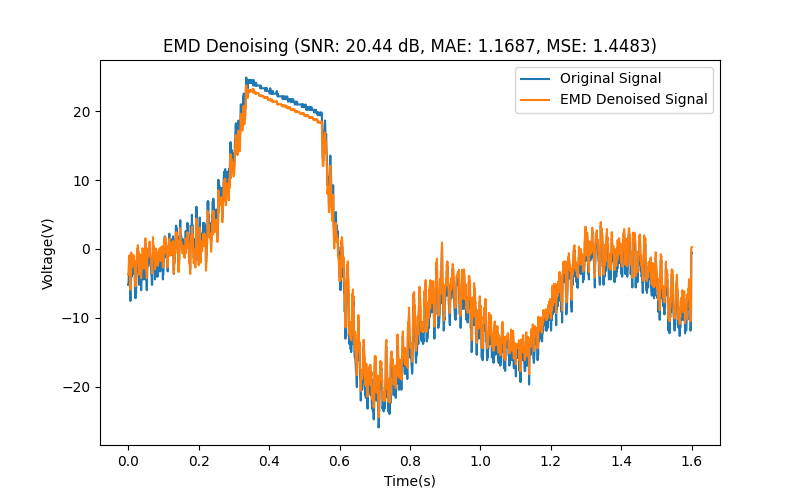 EMD Denoising (SNR: 20.44 dB, MAE: 1.1687, MSE: 1.4483)
Original Signal
EMD Denoised Signal
20
10
0
−10
−20
Voltage(V)
0.0 0.2 0.4 0.6 0.8 1.0 1.2 1.4 1.6
Time(s)